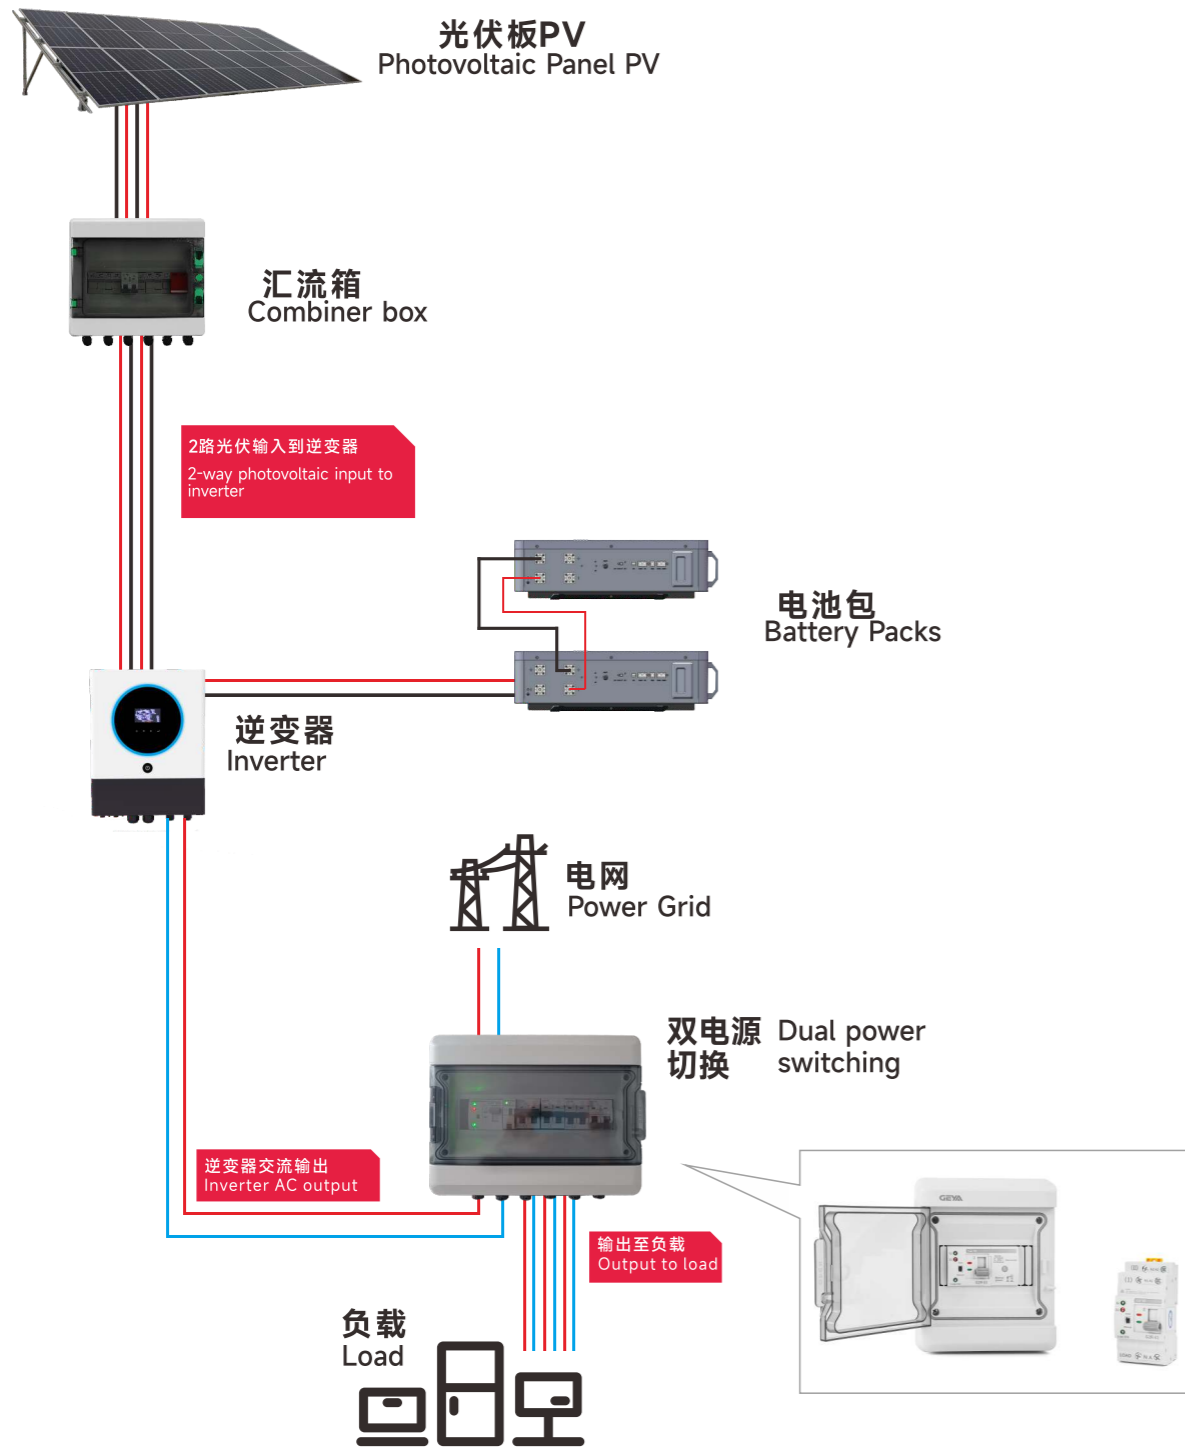 光伏板PV
Photovoltaic Panel PV
汇流箱
Combiner box
2路光伏输入到逆变器
2-way photovoltaic input to
inverter
电池包
Battery Packs
逆变器
Inverter
电网
Power Grid
双电源
切换
Dual power
switching
逆变器交流输出
Inverter AC output
GEYA
输出至负载
Output to load
负载
Load